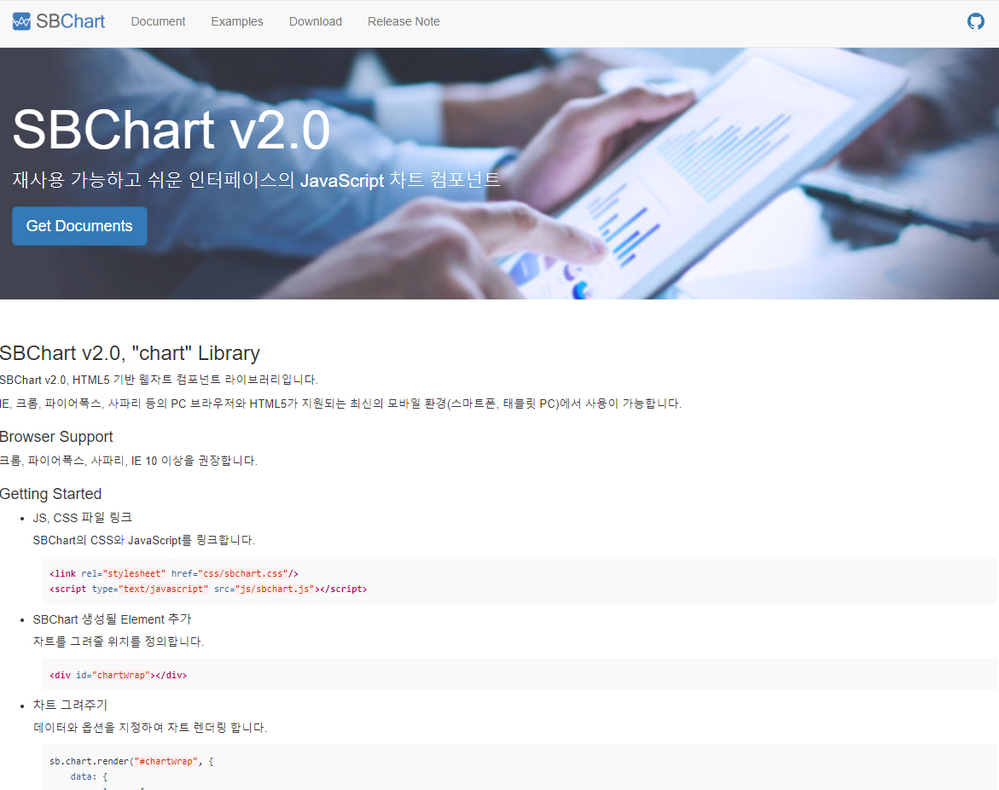 SBChart Document Examples Download Release Note
SBChart v2.0
재사용 가능하고 쉬운 인터페이스의 JavaScript 차트 컴포넌트
Get Documents
SBChart v2.0, "chart" Library
SBChart v2.0, HTML5 기반 웹차트 컴포넌트 라이브러리입니다.
IE, 크롬, 파이어폭스, 사파리 등의 PC 브라우저와 HTML5가 지원되는 최신의 모바일 환경(스마트폰, 태블릿 PC)에서 사용이 가능합니다.
Browser Support
크롬, 파이어폭스, 사파리, IE 10 이상을 권장합니다.
Getting Started
• JS, CSS 파일 링크
SBChart의 CSS와 JavaScript를 링크합니다.
<link rel="stylesheet" href="css/sbchart.css"/>
<script type="text/javascript" src="js/sbchart.js"></script>
• SBChart 생성될 Element 추가
차트를 그려줄 위치를 정의합니다.
<div id="chartWrap"></div>
• 차트 그려주기
데이터와 옵션을 지정하여 차트 렌더링 합니다.
sb.chart.render("#chartWrap", {
data: {